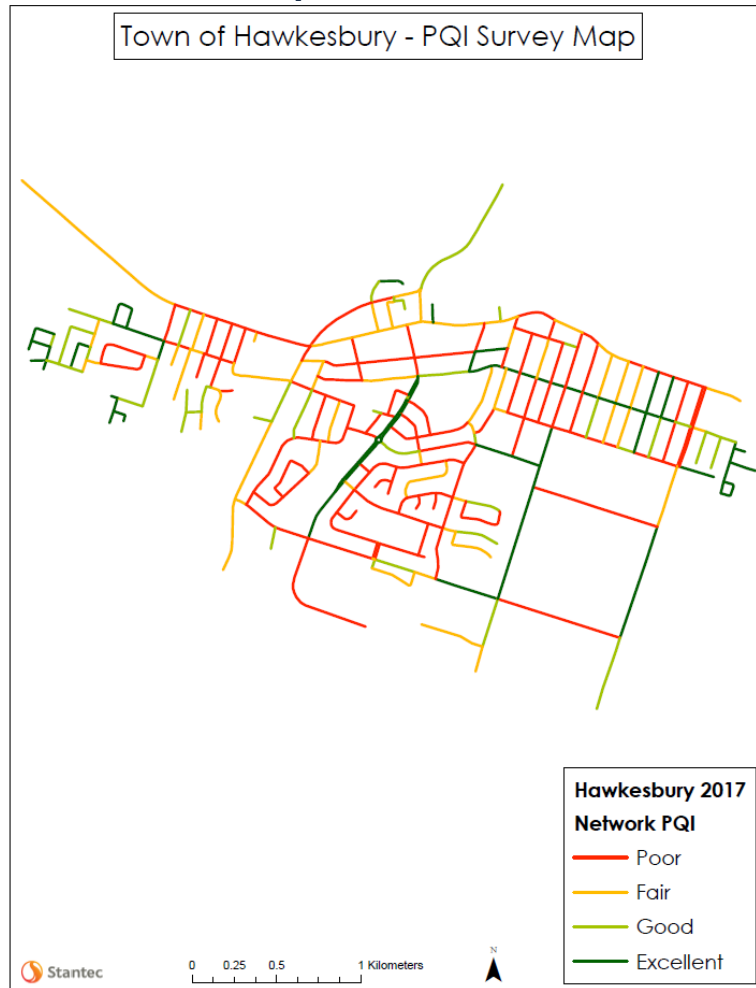 Town of Hawkesbury - PQI Survey Map
Hawkesbury 2017
Network PQI
Poor
Fair
Good
Excellent
Stantec
0 0.25 0.5 1 Kilometers
N